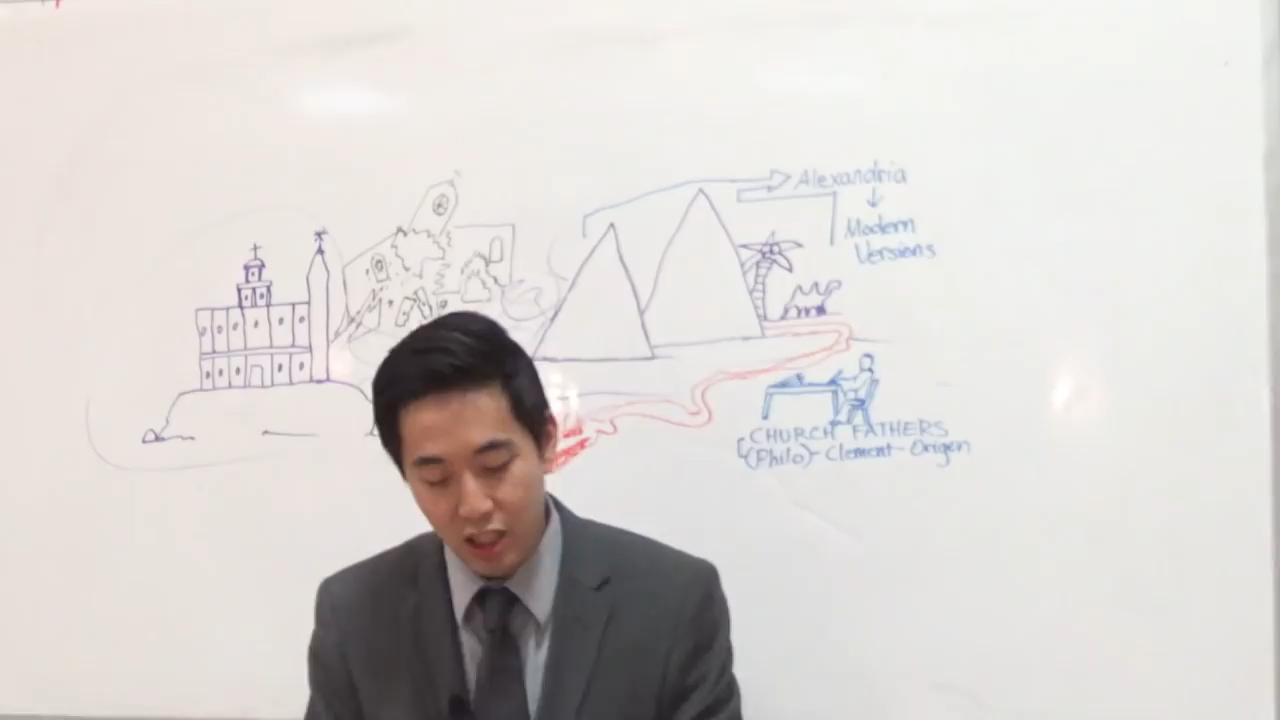 Alexandria
Modern
Versions
CHURCH FATHERS
(Philo)-Clement-Origen